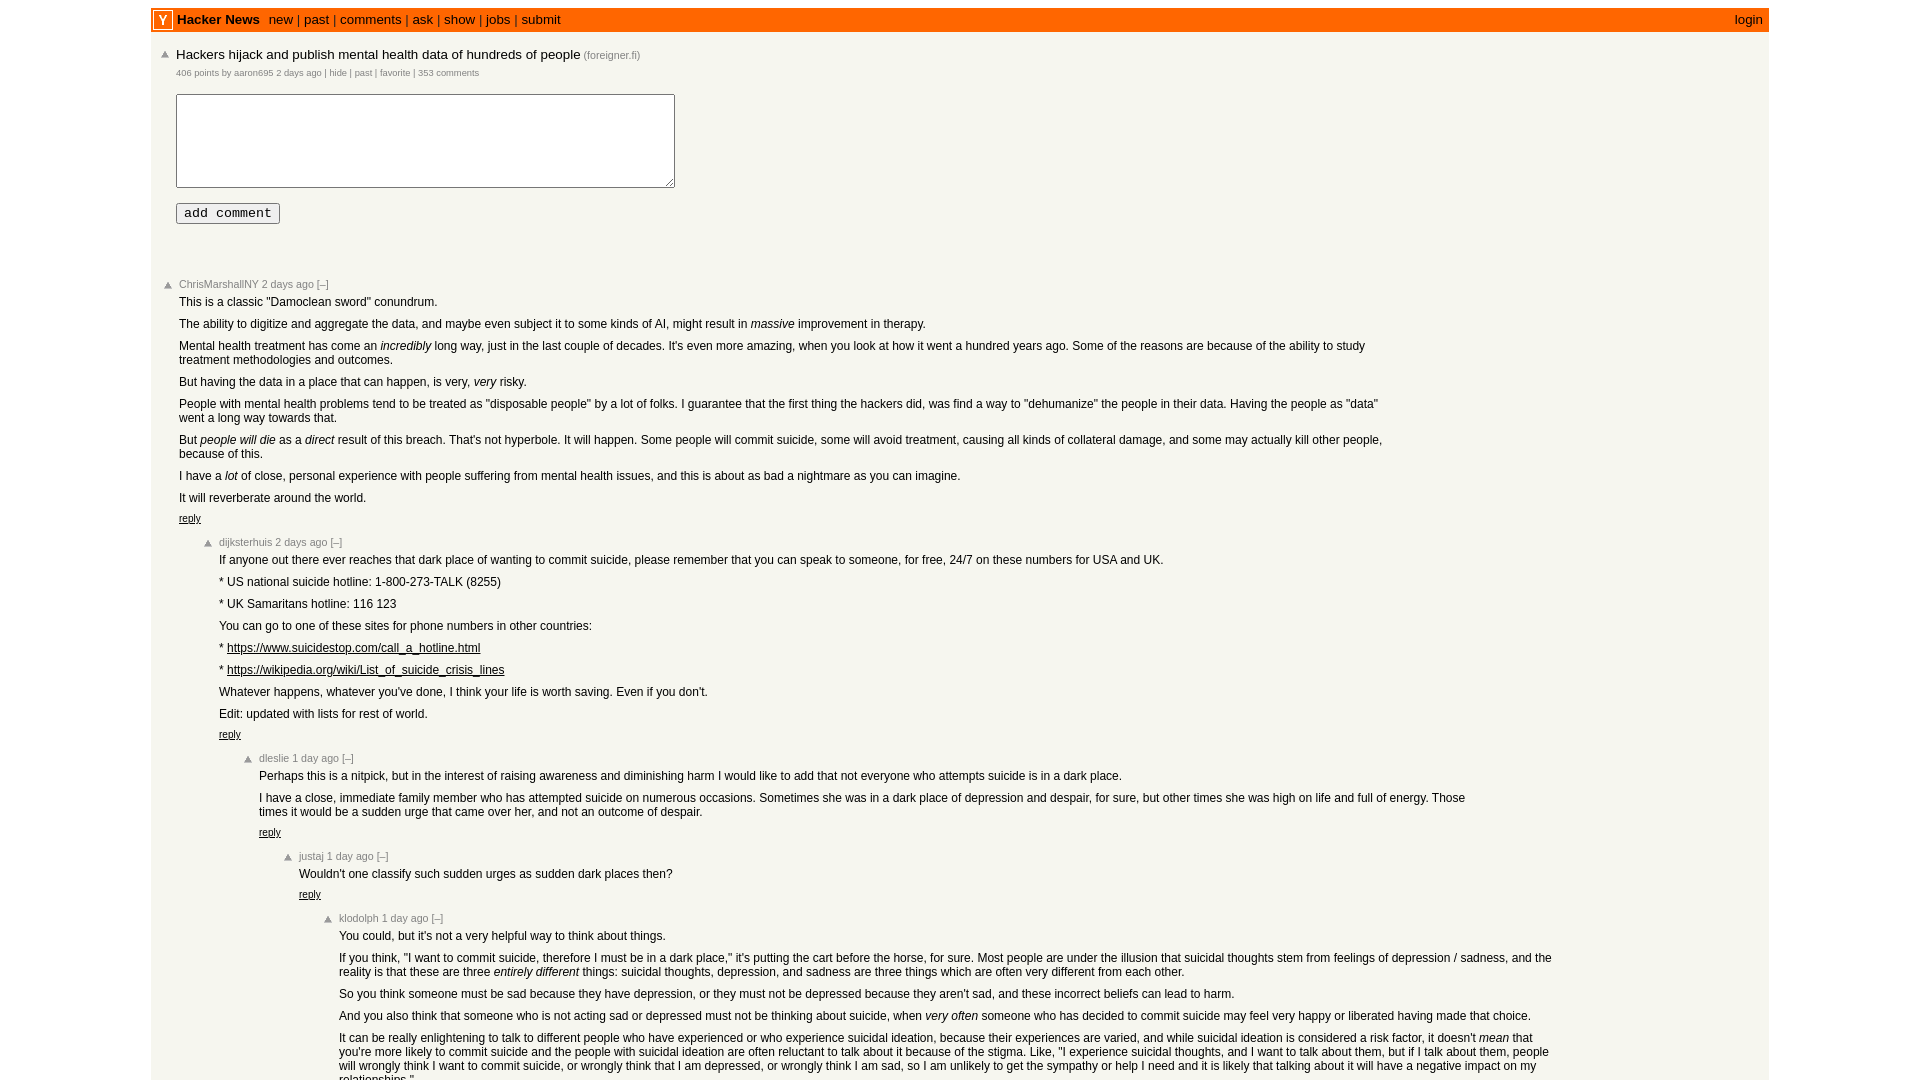 Y Hacker News new | past | comments | ask | show | jobs | submit login
Hackers hijack and publish mental health data of hundreds of people (foreigner.fi)
406 points by aaron695 2 days ago | hide | past | favorite | 353 comments
add comment
ChrisMarshallNY 2 days ago [–]
This is a classic "Damoclean sword" conundrum.
The ability to digitize and aggregate the data, and maybe even subject it to some kinds of AI, might result in massive improvement in therapy.
Mental health treatment has come an incredibly long way, just in the last couple of decades. It's even more amazing, when you look at how it went a hundred years ago. Some of the reasons are because of the ability to study
treatment methodologies and outcomes.
But having the data in a place that can happen, is very, very risky.
People with mental health problems tend to be treated as "disposable people" by a lot of folks. I guarantee that the first thing the hackers did, was find a way to "dehumanize" the people in their data. Having the people as "data"
went a long way towards that.
But people will die as a direct result of this breach. That's not hyperbole. It will happen. Some people will commit suicide, some will avoid treatment, causing all kinds of collateral damage, and some may actually kill other people,
because of this.
I have a lot of close, personal experience with people suffering from mental health issues, and this is about as bad a nightmare as you can imagine.
It will reverberate around the world.
reply
dijksterhuis 2 days ago [–]
If anyone out there ever reaches that dark place of wanting to commit suicide, please remember that you can speak to someone, for free, 24/7 on these numbers for USA and UK.
* US national suicide hotline: 1-800-273-TALK (8255)
* UK Samaritans hotline: 116 123
You can go to one of these sites for phone numbers in other countries:
* https://www.suicidestop.com/call_a_hotline.html
* https://wikipedia.org/wiki/List_of_suicide_crisis_lines
Whatever happens, whatever you've done, I think your life is worth saving. Even if you don't.
Edit: updated with lists for rest of world.
reply
dleslie 1 day ago [–]
Perhaps this is a nitpick, but in the interest of raising awareness and diminishing harm I would like to add that not everyone who attempts suicide is in a dark place.
I have a close, immediate family member who has attempted suicide on numerous occasions. Sometimes she was in a dark place of depression and despair, for sure, but other times she was high on life and full of energy. Those
times it would be a sudden urge that came over her, and not an outcome of despair.
reply
justaj 1 day ago [–]
Wouldn't one classify such sudden urges as sudden dark places then?
reply
klodolph 1 day ago [–]
You could, but it's not a very helpful way to think about things.
If you think, "I want to commit suicide, therefore I must be in a dark place," it's putting the cart before the horse, for sure. Most people are under the illusion that suicidal thoughts stem from feelings of depression / sadness, and the
reality is that these are three entirely different things: suicidal thoughts, depression, and sadness are three things which are often very different from each other.
So you think someone must be sad because they have depression, or they must not be depressed because they aren't sad, and these incorrect beliefs can lead to harm.
And you also think that someone who is not acting sad or depressed must not be thinking about suicide, when very often someone who has decided to commit suicide may feel very happy or liberated having made that choice.
It can be really enlightening to talk to different people who have experienced or who experience suicidal ideation, because their experiences are varied, and while suicidal ideation is considered a risk factor, it doesn't mean that
you're more likely to commit suicide and the people with suicidal ideation are often reluctant to talk about it because of the stigma. Like, "I experience suicidal thoughts, and I want to talk about them, but if I talk about them, people
will wrongly think I want to commit suicide, or wrongly think that I am depressed, or wrongly think I am sad, so I am unlikely to get the sympathy or help I need and it is likely that talking about it will have a negative impact on my
relationships."